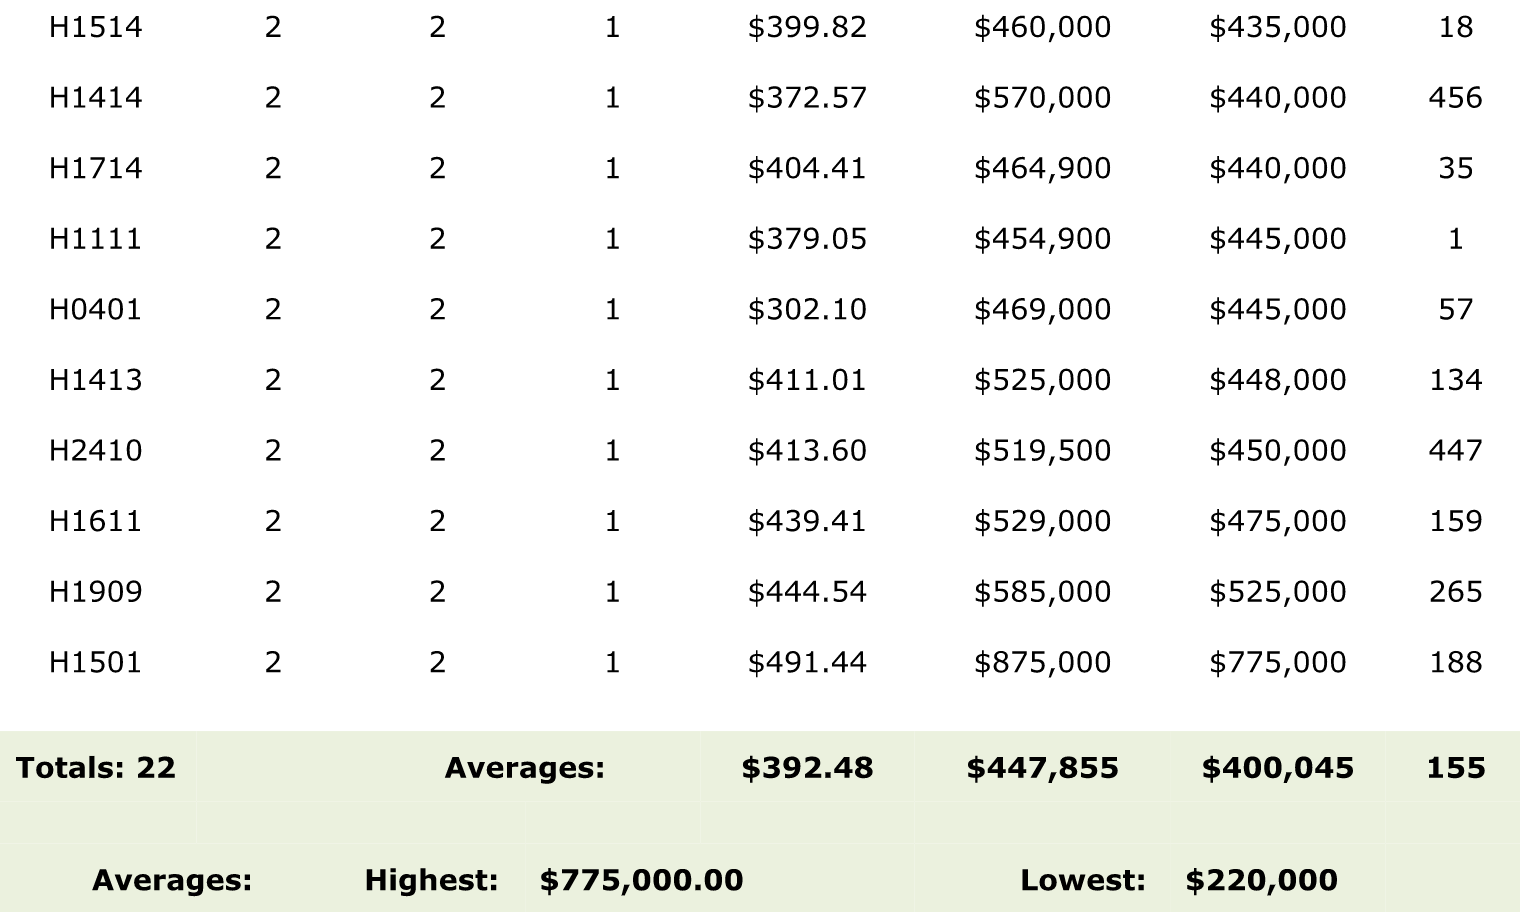 H1514 2 2 1 $399.82 $460,000 $435,000 18
H1414 2 2 1 $372.57 $570,000 $440,000 456
H1714 2 2 1 $404.41 $464,900 $440,000 35
H1111 2 2 1 $379.05 $454,900 $445,000 1
H0401 2 2 1 $302.10 $469,000 $445,000 57
H1413 2 2 1 $411.01 $525,000 $448,000 134
H2410 2 2 1 $413.60 $519,500 $450,000 447
H1611 2 2 1 $439.41 $529,000 $475,000 159
H1909 2 2 1 $444.54 $585,000 $525,000 265
H1501 2 2 1 $491.44 $875,000 $775,000 188
Totals: 22 Averages: $392.48 $447,855 $400,045 155
Averages: Highest: $775,000.00 Lowest: $220,000